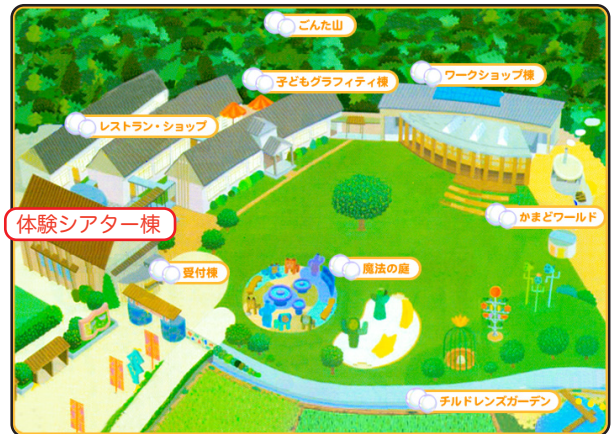 ごんた山
子どもグラフィティ棟
ワークショップ棟
レストラン・ショップ
体験シアター棟
かまどワールド
受付棟
魔法の庭
チルドレンズガーデン